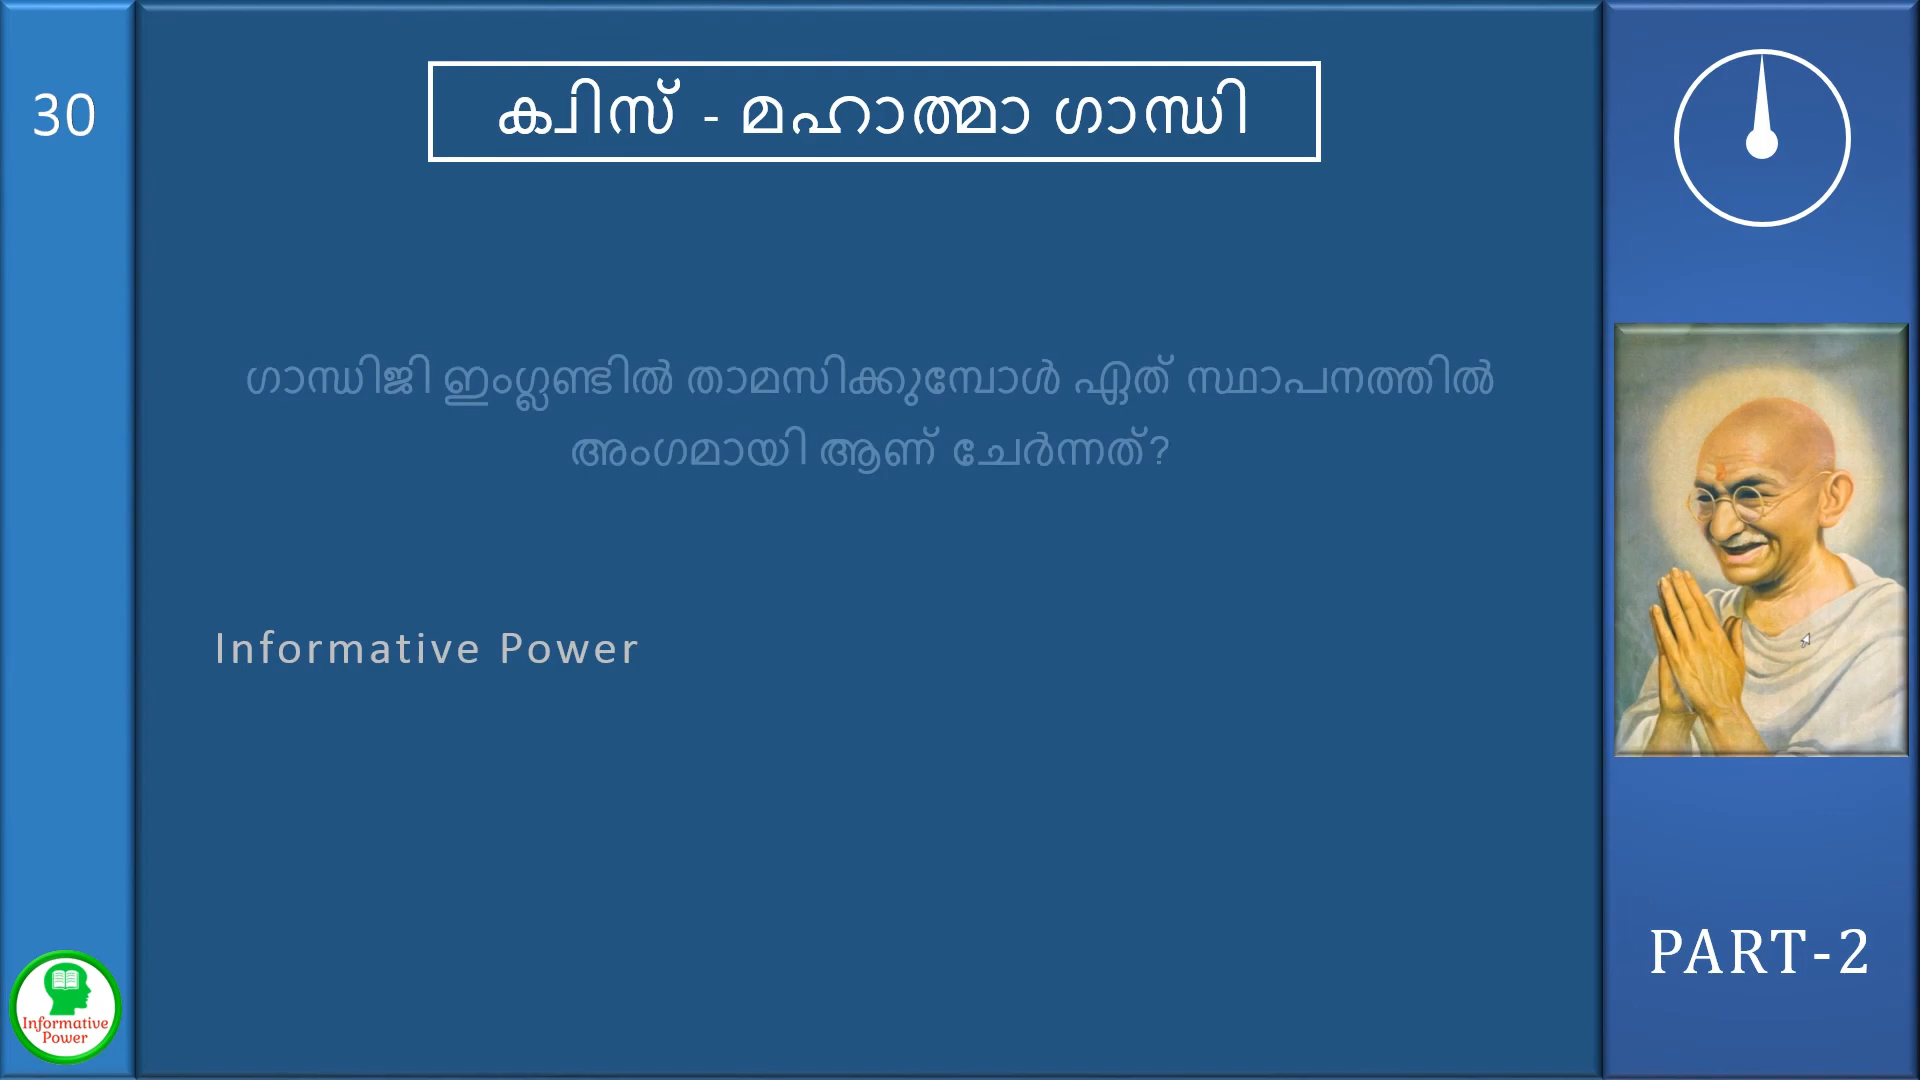 30
ക്വിസ് - മഹാത്മാ ഗാന്ധി
ഗാന്ധിജി ഇംഗ്ലണ്ടിൽ താമസിക്കുമ്പോൾ ഏത് സ്ഥാപനത്തിൽ
അംഗമായി ആണ് ചേർന്നത്?
Informative Power
PART-2
Informative
Power